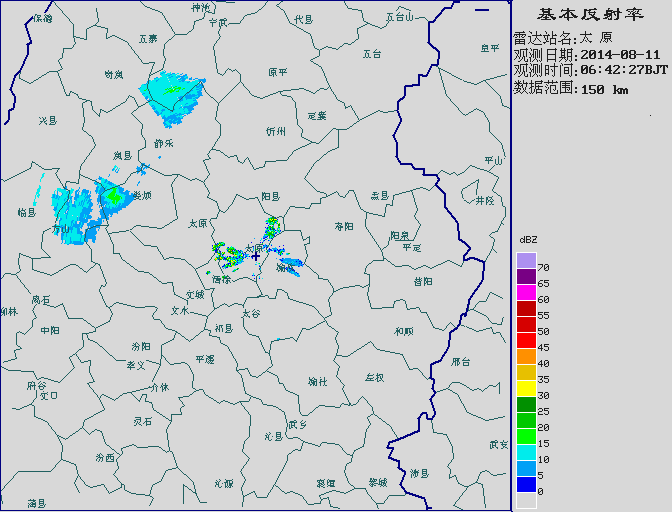 基本反射率
雷达站名:太 原
观测日期:2014-08-11
观测时间:06:42:27BJT
数据范围:150 km
保德
神池
宁武
代县
五台山
五寨
阜平
岢岚
原平
五台
兴县
定襄
忻州
静乐
岚县
平山
娄烦
阳县
盂县
井陉
临县
方山
太原
寿阳
阳泉
平定
太原
榆次
清徐
昔阳
文城
离石
柳林
文水
太谷
中阳
祁县
和顺
汾阳
平遥
孝义
邢台
介休
榆社
左权
隰谷
交口
灵石
武乡
沁县
武安
汾西
沁源
襄垣
黎城
涉县
蒲县
dBZ
70
65
60
55
50
45
40
35
30
25
20
15
10
5
0